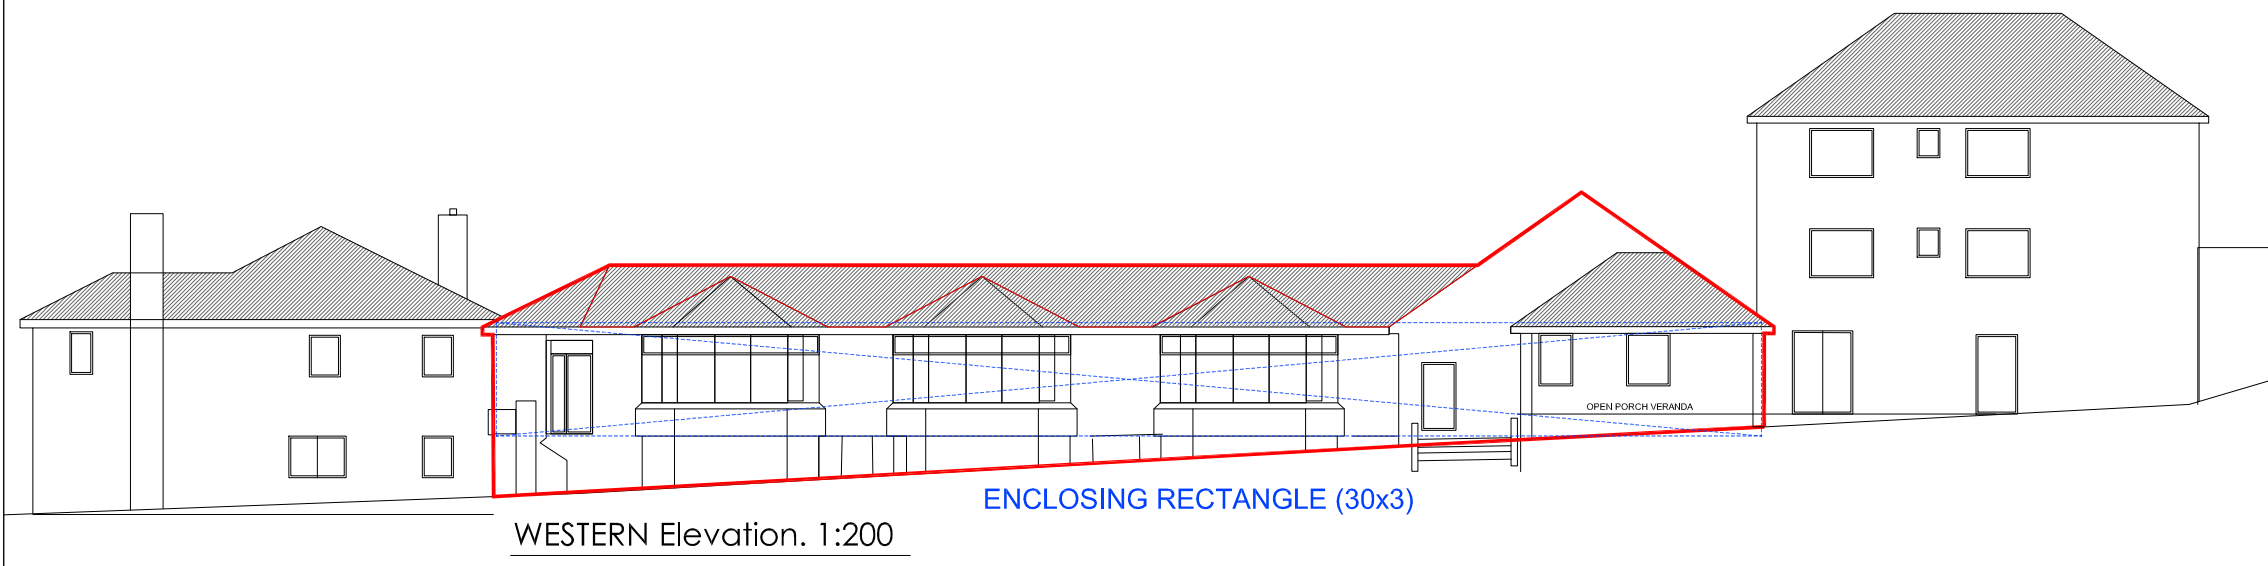 OPEN PORCH VERANDA
ENCLOSING RECTANGLE (30x3)
WESTERN Elevation. 1:200